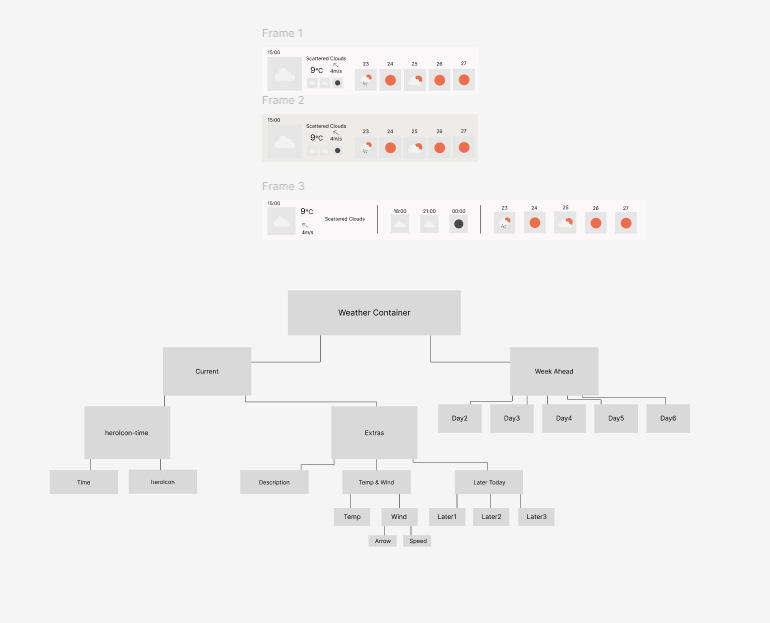 Frame 1
15:00
Scattered Clouds
9°C
4m/s
23 24 25 26 27
Frame 2
15:00
Scattered Clouds
9°C
4m/s
23 24 25 26 27
Frame 3
15:00
9°C
4m/s
Scattered Clouds
18:00 21:00 00:00
23 24 25 26 27
Weather Container
Current
Week Ahead
heroIcon-time
Extras
Day2 Day3 Day4 Day5 Day6
Time
heroIcon
Description
Temp & Wind
Later Today
Temp
Wind
Later1 Later2 Later3
Arrow
Speed